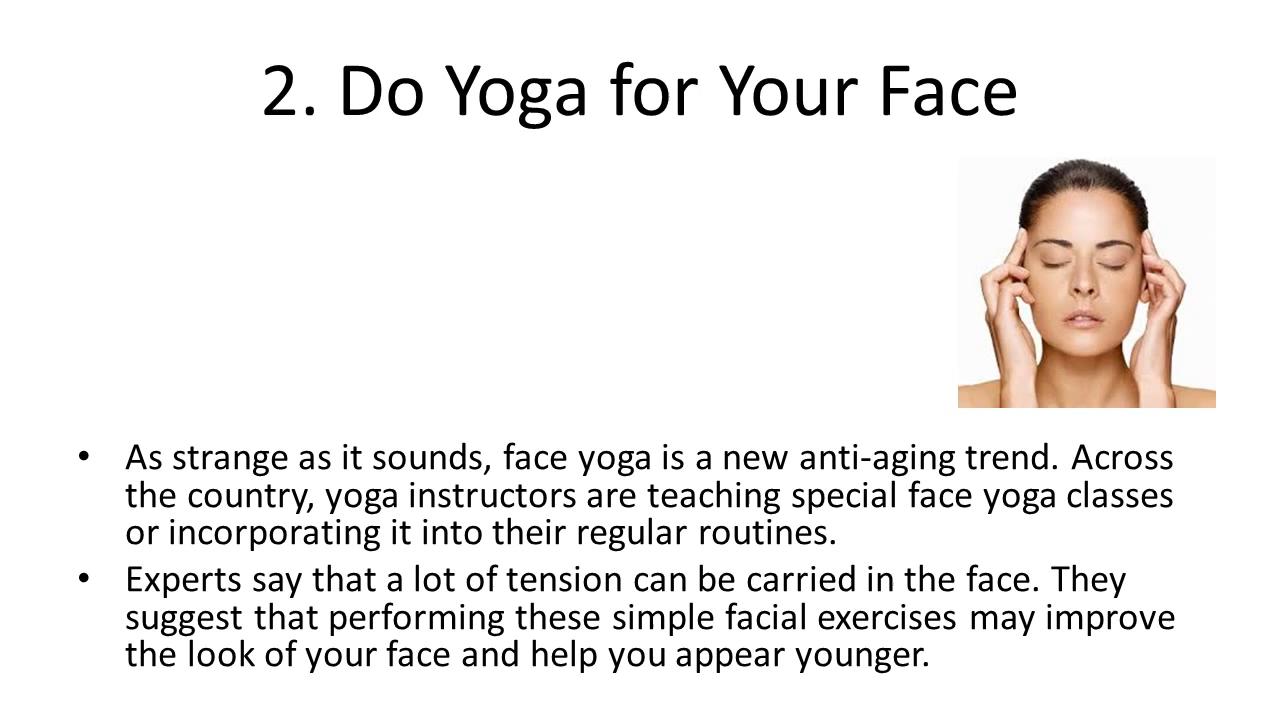 2. Do Yoga for Your Face
• As strange as it sounds, face yoga is a new anti-aging trend. Across
the country, yoga instructors are teaching special face yoga classes
or incorporating it into their regular routines.
• Experts say that a lot of tension can be carried in the face. They
suggest that performing these simple facial exercises may improve
the look of your face and help you appear younger.